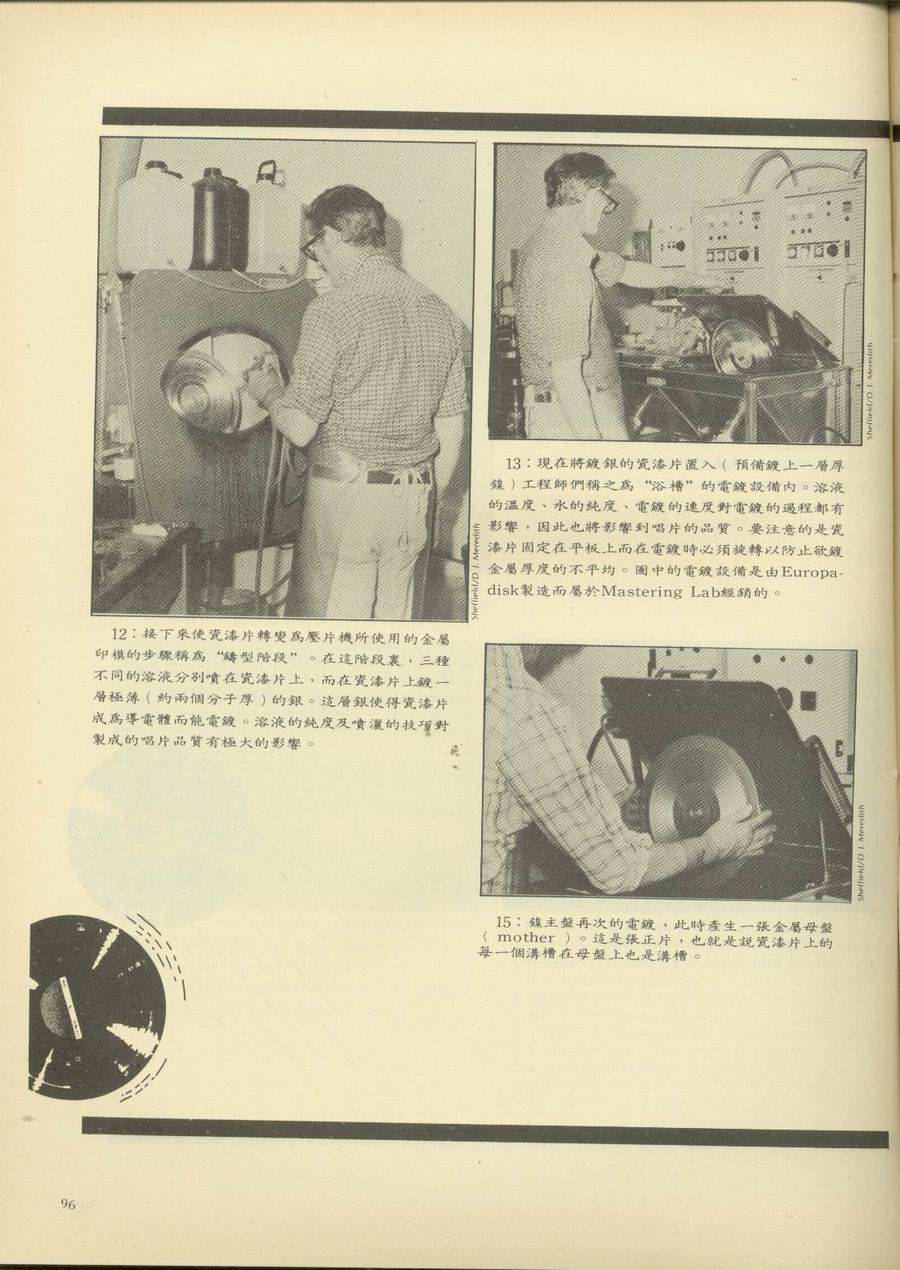 Sheffield/D. J. Meredith
12：接下來使瓷漆片轉變爲壓片機所使用的金屬
印模的步驟稱爲“鑄型階段”。在這階段裏，三種
不同的溶液分別噴在瓷漆片上，而在瓷漆片上鍍一
層極薄（約兩個分子厚）的銀。這層銀使得瓷漆片
成爲導電體而能電鍍。溶液的純度及噴灑的技項對
製成的唱片品質有極大的影響。
Sheffield/D. J. Meredith
13：現在將鍍銀的瓷漆片置入（預備鍍上一層厚
鎳）工程師們稱之爲“浴槽”的電鍍設備內。溶液
的溫度、水的純度、電鍍的速度對電鍍的過程都有
影響，因此也將影響到唱片的品質。要注意的是瓷
漆片固定在平板上而在電鍍時必須旋轉以防止欲鍍
金屬厚度的不平均。圖中的電鍍設備是由Europa-
disk製造而屬於Mastering Lab經銷的。
Sheffield/D. J. Meredith
15：鎳主盤再次的電鍍，此時產生一張金屬母盤
（mother）。這是張正片，也就是説瓷漆片上的
每一個溝槽在母盤上也是溝槽。
96